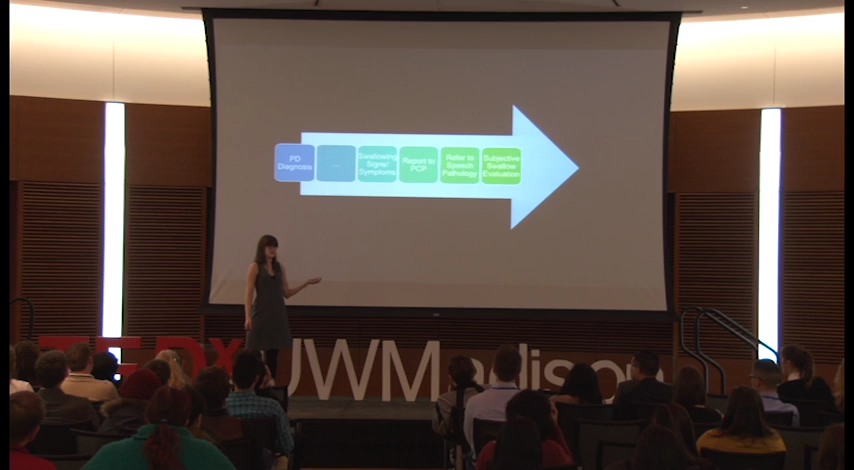 PD
Diagnosis
...
Swallowing
Signs/
Symptoms
Report to
PCP
Refer to
Speech
Pathology
Subjective
Swallow
Evaluation
TEDx UWMadison